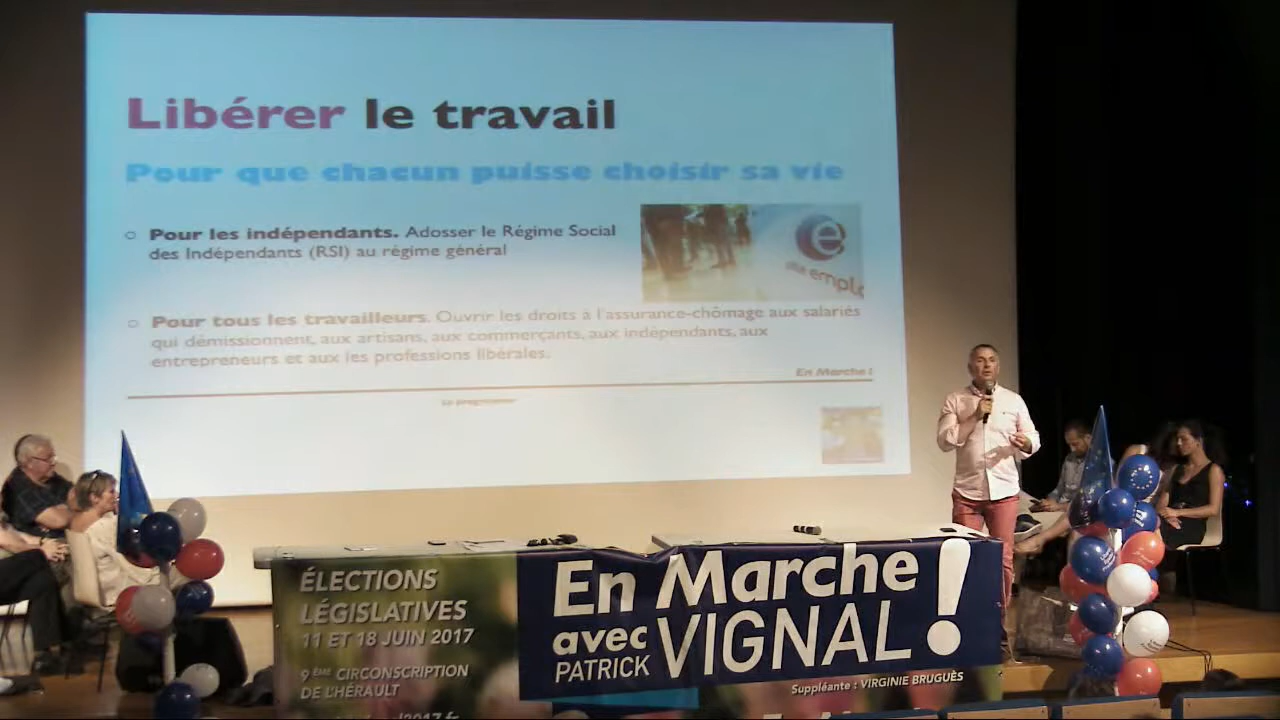 Libérer le travail
Pour que chacun puisse choisir sa vie
Pour les indépendants. Adosser le Régime Social
des Indépendants (RSI) au régime général
e
emplo
Pour tous les travailleurs. Ouvrir les droits à l'assurance-chômage aux salariés
qui démissionnent, aux artisans, aux commerçants, aux indépendants, aux
entrepreneurs et aux les professions libérales.
En Marche !
Le programme
ÉLECTIONS
LÉGISLATIVES
11 ET 18 JUIN 2017
9ÈME CIRCONSCRIPTION
DE L'HÉRAULT
En Marche !
avec
PATRICK VIGNAL
Suppléante : VIRGINIE BRUGUÈS